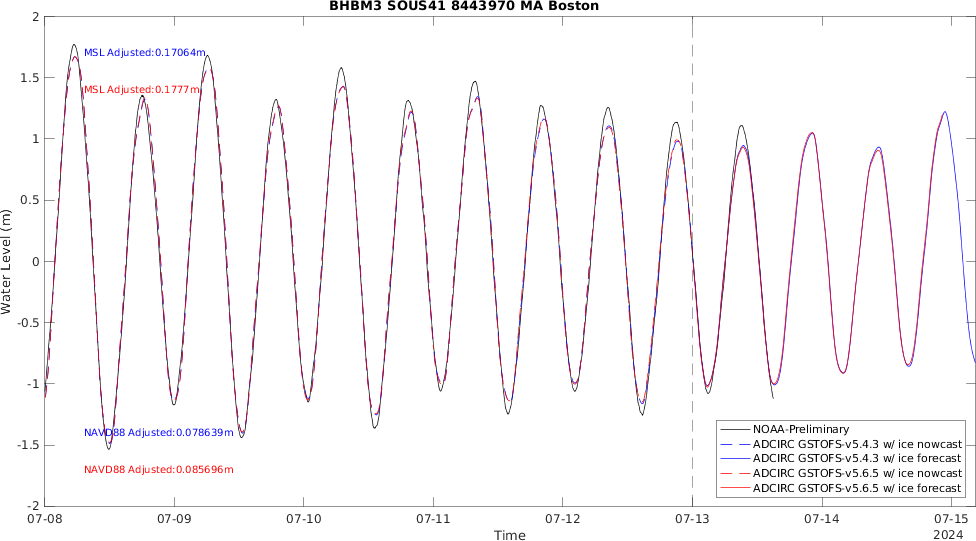 BHBM3 SOUS41 8443970 MA Boston
2
1.5
1
0.5
0
-0.5
-1
-1.5
-2
Water Level (m)
MSL Adjusted:0.17064m
MSL Adjusted:0.1777m
NAVD88 Adjusted:0.078639m
NAVD88 Adjusted:0.085696m
NOAA-Preliminary
ADCIRC GSTOFS-v5.4.3 w/ ice nowcast
ADCIRC GSTOFS-v5.4.3 w/ ice forecast
ADCIRC GSTOFS-v5.6.5 w/ ice nowcast
ADCIRC GSTOFS-v5.6.5 w/ ice forecast
07-08 07-09 07-10 07-11 07-12 07-13 07-14 07-15
Time
2024